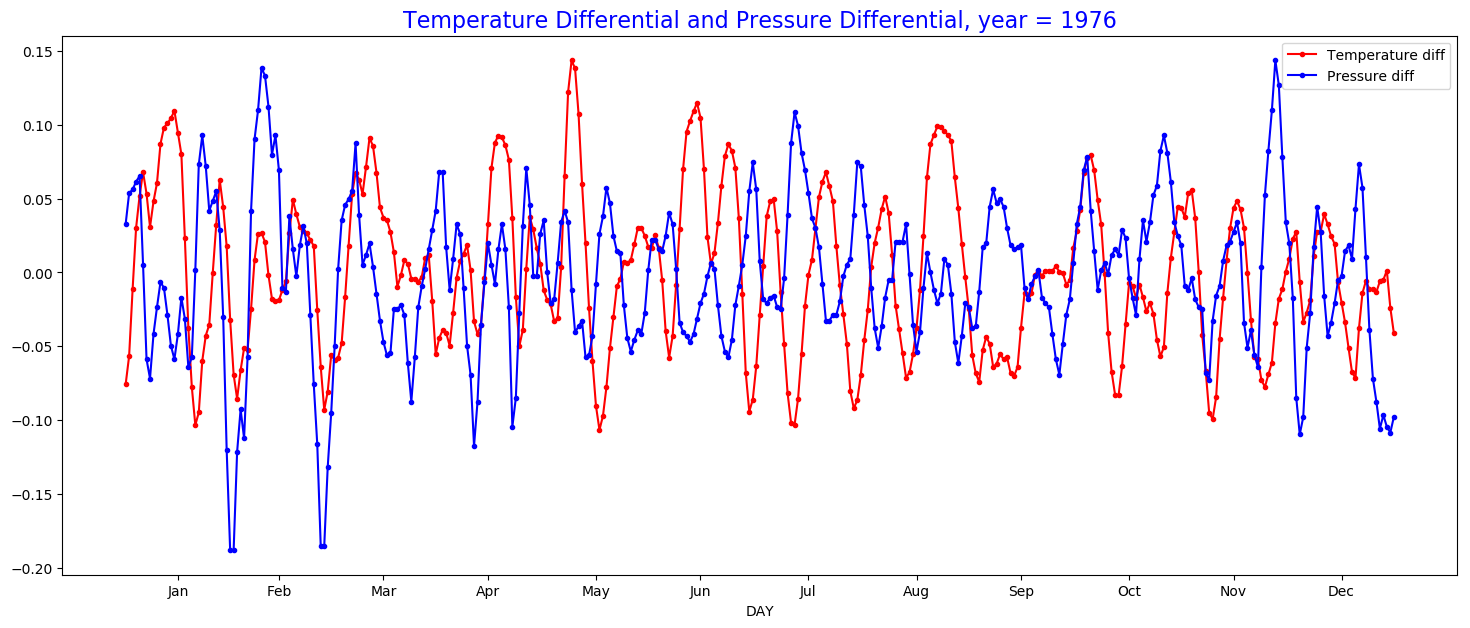 Temperature Differential and Pressure Differential, year = 1976
0.15
0.10
0.05
0.00
−0.05
−0.10
−0.15
−0.20
Temperature diff
Pressure diff
Jan Feb Mar Apr May Jun Jul Aug Sep Oct Nov Dec
DAY